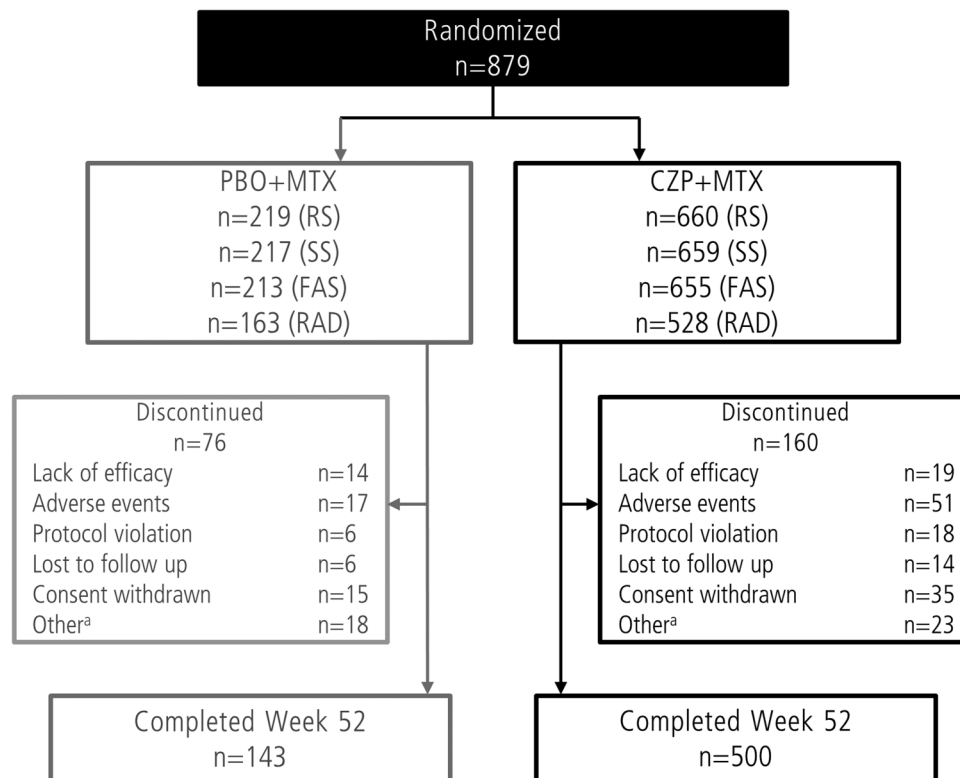 Randomized
n=879
PBO+MTX
n=219 (RS)
n=217 (SS)
n=213 (FAS)
n=163 (RAD)
CZP+MTX
n=660 (RS)
n=659 (SS)
n=655 (FAS)
n=528 (RAD)
Discontinued
n=76
Lack of efficacy n=14
Adverse events n=17
Protocol violation n=6
Lost to follow up n=6
Consent withdrawn n=15
Otherᵃ n=18
Discontinued
n=160
Lack of efficacy n=19
Adverse events n=51
Protocol violation n=18
Lost to follow up n=14
Consent withdrawn n=35
Otherᵃ n=23
Completed Week 52
n=143
Completed Week 52
n=500